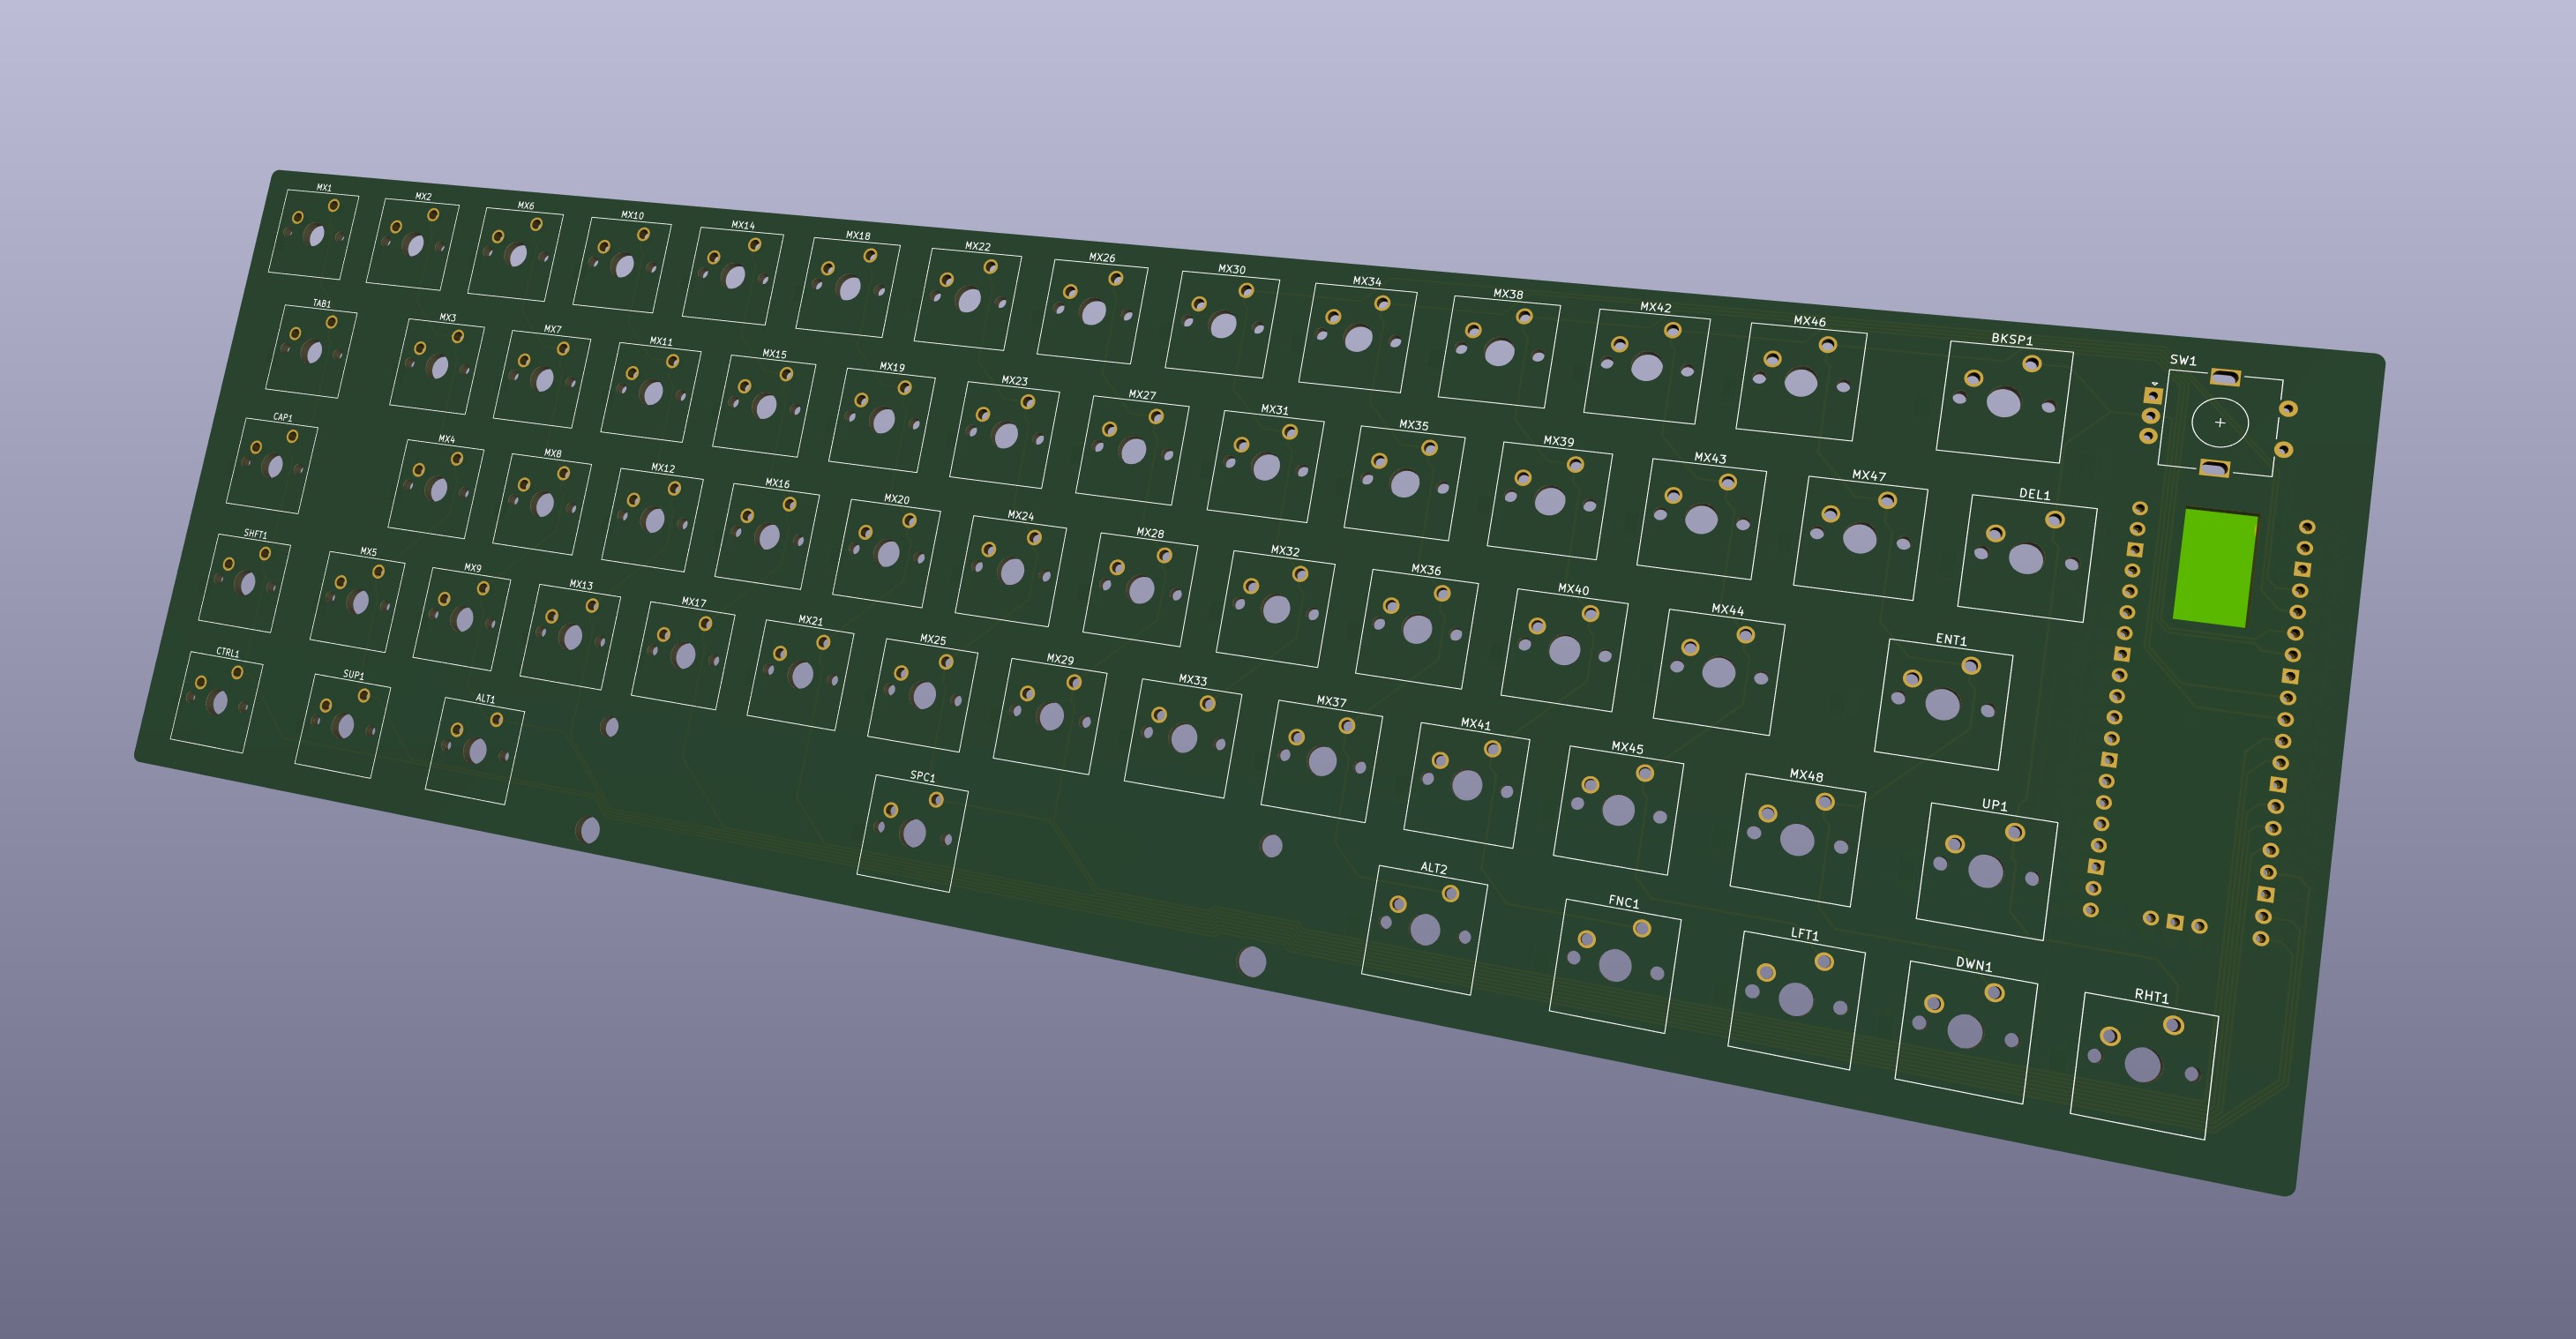 MX1 MX2 MX6 MX10 MX14 MX18 MX22 MX26 MX30 MX34 MX38 MX42 MX46 BKSP1 SW1
TAB1 MX3 MX7 MX11 MX15 MX19 MX23 MX27 MX31 MX35 MX39 MX43 MX47 DEL1
CAP1 MX4 MX8 MX12 MX16 MX20 MX24 MX28 MX32 MX36 MX40 MX44 ENT1
SHFT1 MX5 MX9 MX13 MX17 MX21 MX25 MX29 MX33 MX37 MX41 MX45 MX48 UP1
CTRL1 SUP1 ALT1 SPC1 ALT2 FNC1 LFT1 DWN1 RHT1